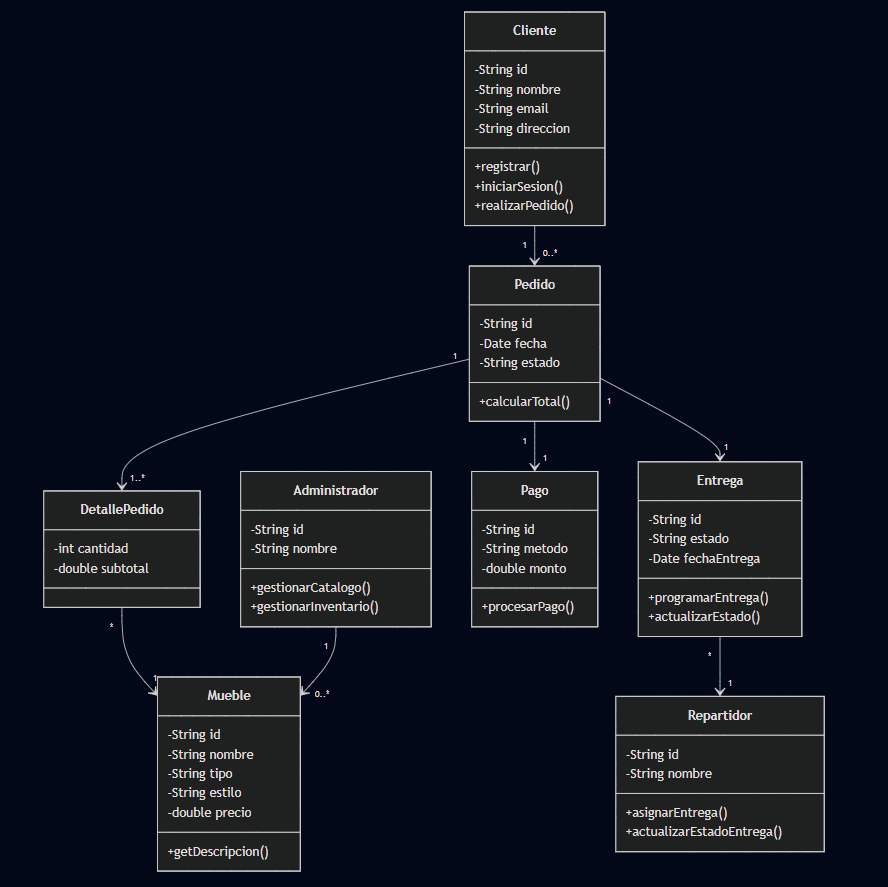 Cliente
-String id
-String nombre
-String email
-String direccion
+registrar()
+iniciarSesion()
+realizarPedido()
1
0..*
Pedido
-String id
-Date fecha
-String estado
+calcularTotal()
1
1..*
1
1
1
1
DetallePedido
-int cantidad
-double subtotal
Administrador
-String id
-String nombre
+gestionarCatalogo()
+gestionarInventario()
Pago
-String id
-String metodo
-double monto
+procesarPago()
Entrega
-String id
-String estado
-Date fechaEntrega
+programarEntrega()
+actualizarEstado()
*
1
1
0..*
*
1
Mueble
-String id
-String nombre
-String tipo
-String estilo
-double precio
+getDescripcion()
Repartidor
-String id
-String nombre
+asignarEntrega()
+actualizarEstadoEntrega()